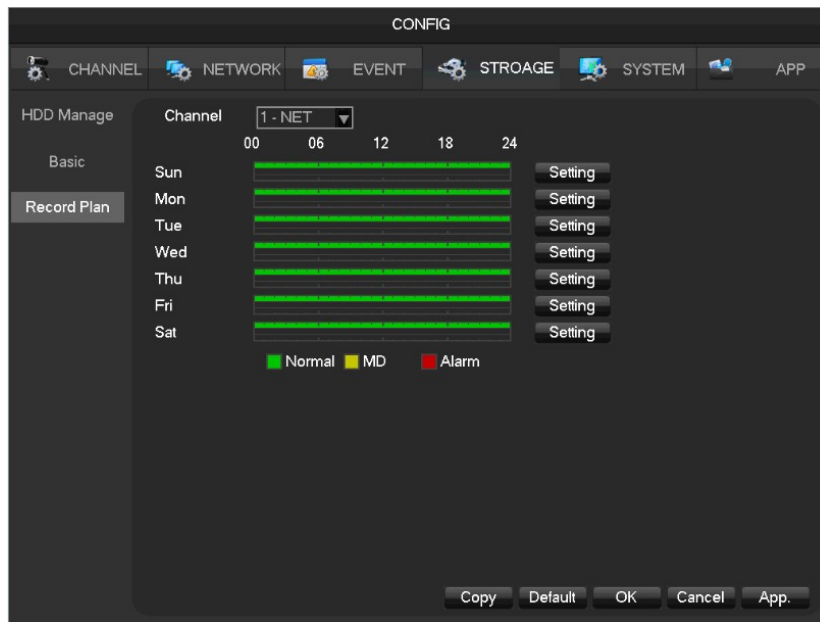 CONFIG
CHANNEL NETWORK EVENT STROAGE SYSTEM APP
HDD Manage
Basic
Record Plan
Channel 1 - NET
00 06 12 18 24
Sun Setting
Mon Setting
Tue Setting
Wed Setting
Thu Setting
Fri Setting
Sat Setting
Normal MD Alarm
Copy Default OK Cancel App.